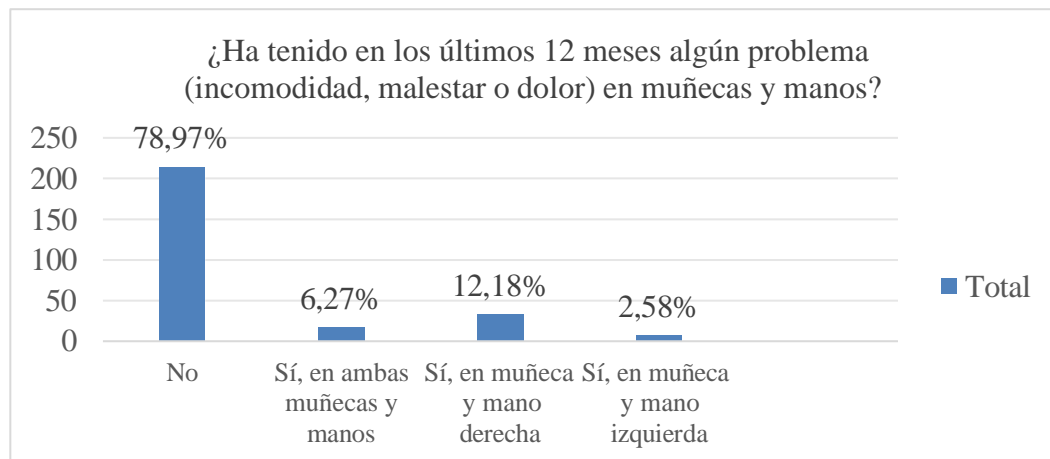 ¿Ha tenido en los últimos 12 meses algún problema
(incomodidad, malestar o dolor) en muñecas y manos?
250
200
150
100
50
0
78,97%
6,27%
12,18%
2,58%
No
Sí, en ambas
muñecas y
manos
Sí, en muñeca
y mano
derecha
Sí, en muñeca
y mano
izquierda
Total